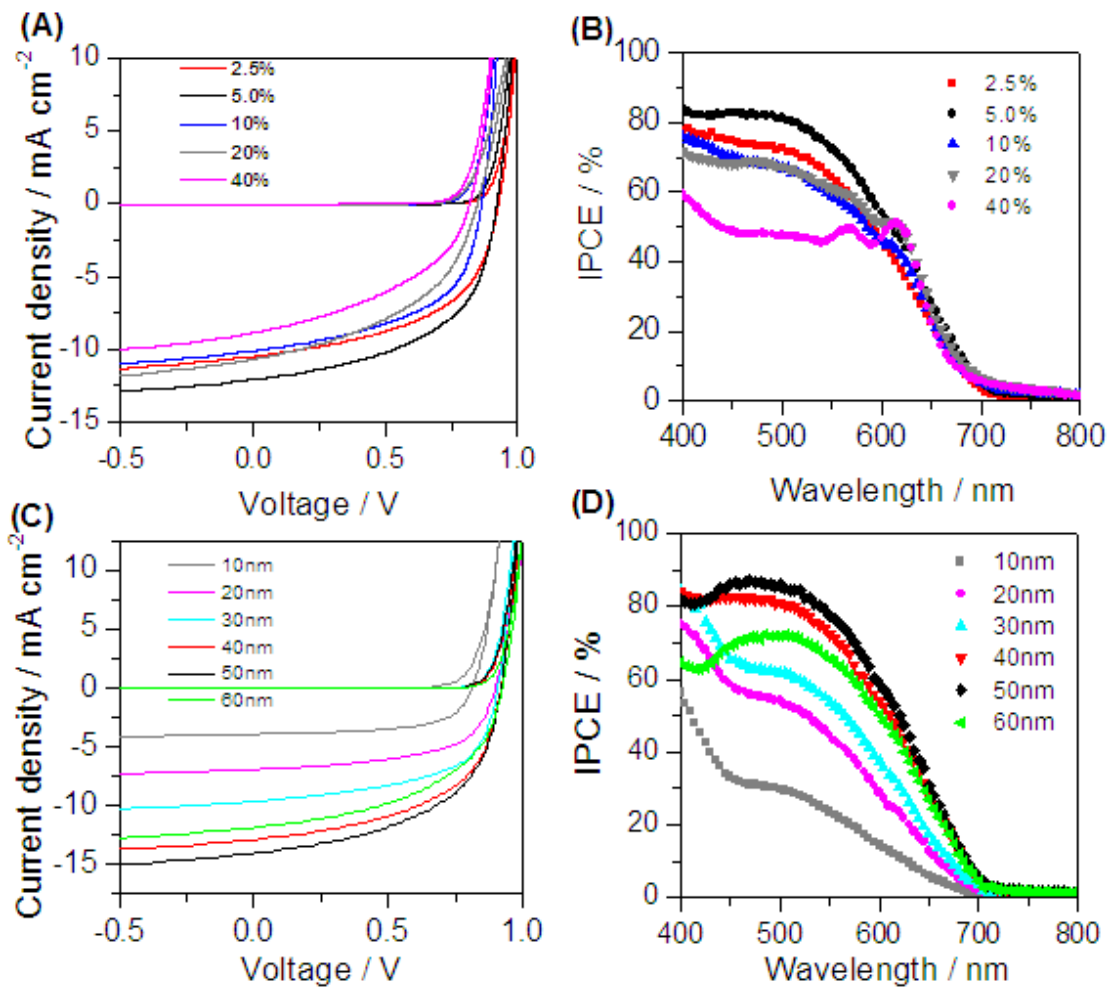 (A)
Current density / mA cm-2
10
5
0
-5
-10
-15
2.5%
5.0%
10%
20%
40%
-0.5
0.0
0.5
1.0
Voltage / V
(B)
IPCE / %
100
80
60
40
20
0
2.5%
5.0%
10%
20%
40%
400
500
600
700
800
Wavelength / nm
(C)
Current density / mA cm-2
10
5
0
-5
-10
-15
10nm
20nm
30nm
40nm
50nm
60nm
-0.5
0.0
0.5
1.0
Voltage / V
(D)
IPCE / %
100
80
60
40
20
0
10nm
20nm
30nm
40nm
50nm
60nm
400
500
600
700
800
Wavelength / nm